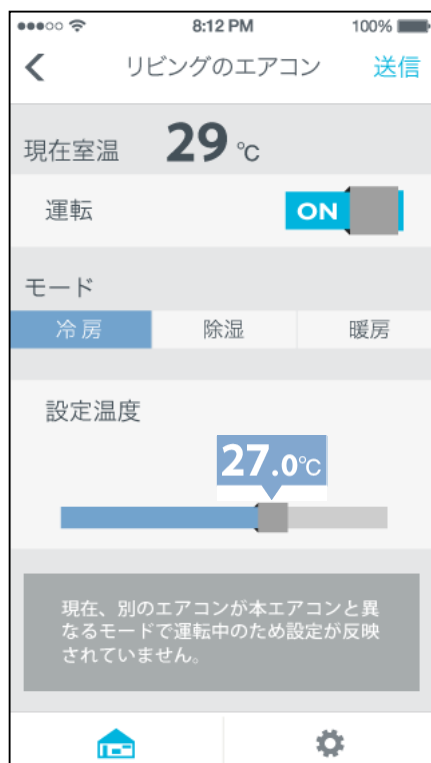 8:12 PM 100%
リビングのエアコン 送信
現在室温 29 ℃
運転 ON
モード
冷房 除湿 暖房
設定温度
27.0℃
現在、別のエアコンが本エアコンと異
なるモードで運転中のため設定が反映
されていません。